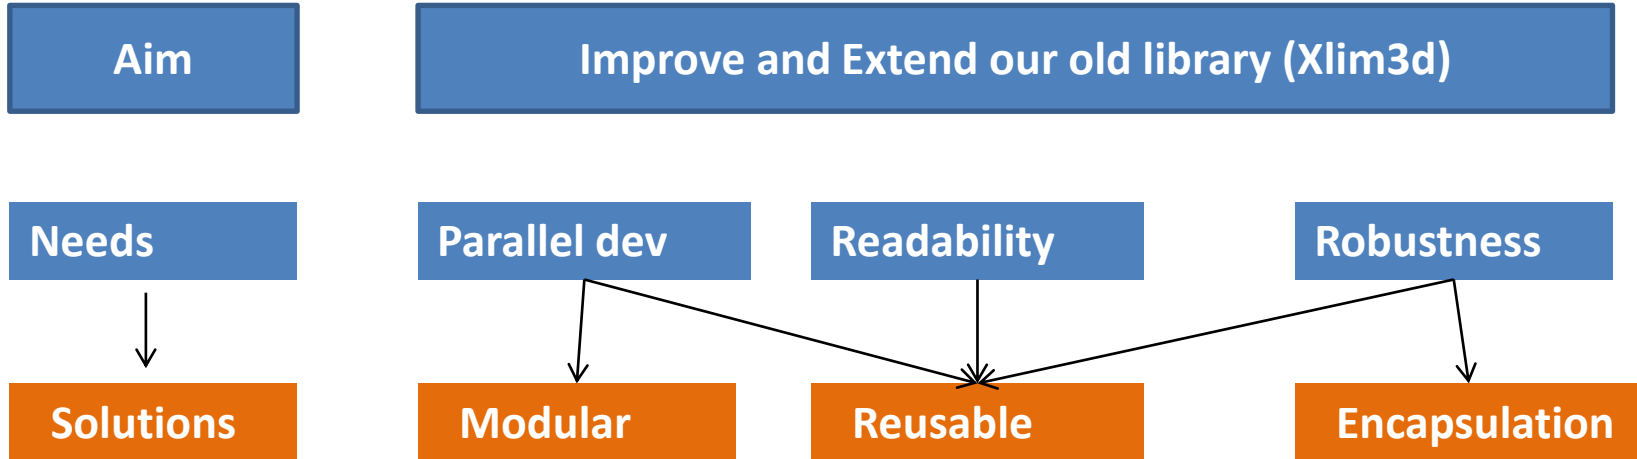 Aim
Improve and Extend our old library (Xlim3d)
Needs
Parallel dev
Readability
Robustness
Solutions
Modular
Reusable
Encapsulation